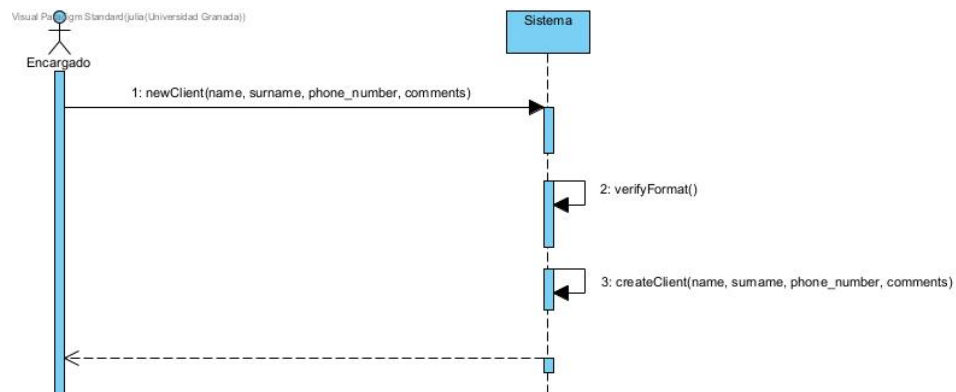 Visual Paradigm Standard(julia(Universidad Granada))
Sistema
Encargado
1: newClient(name, surname, phone_number, comments)
2: verifyFormat()
3: createClient(name, surname, phone_number, comments)